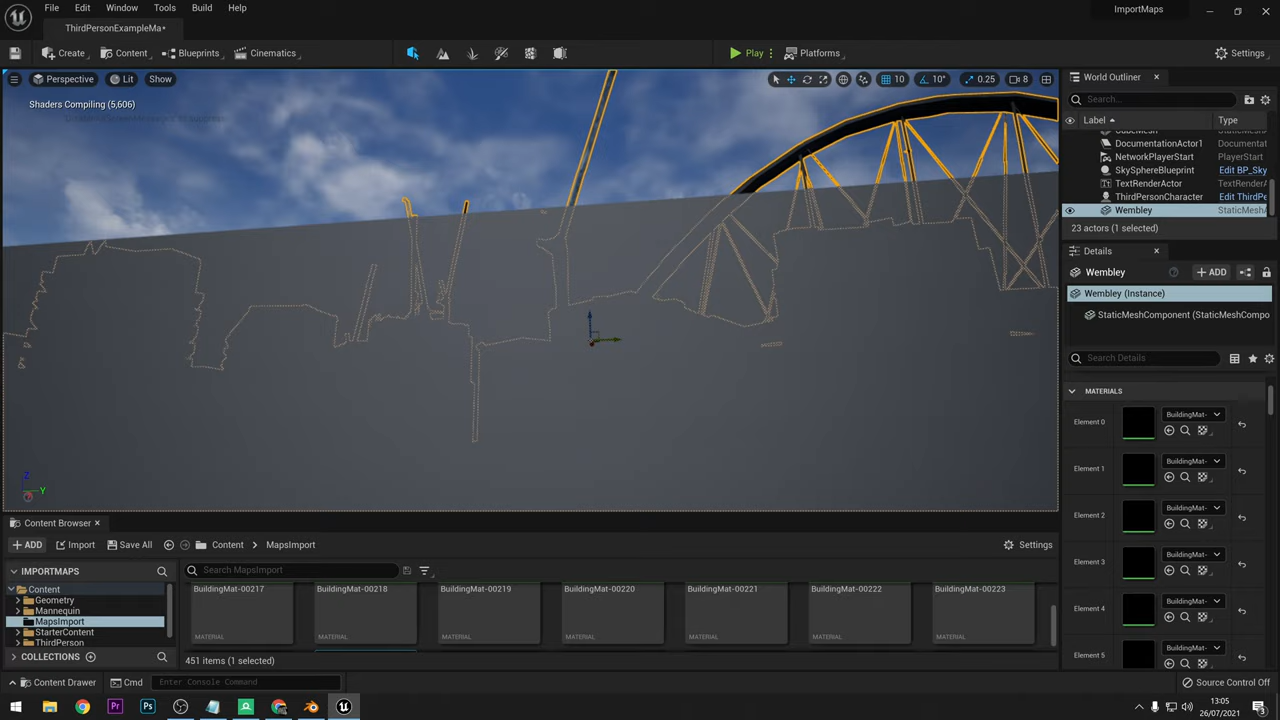 File Edit Window Tools Build Help
ImportMaps
ThirdPersonExampleMa*
Create Content Blueprints Cinematics Play Platforms Settings
Perspective Lit Show 10 10° 0.25 8
Shaders Compiling (5,606)
World Outliner
Search...
Label Type
DocumentationActor1 Documentat
NetworkPlayerStart PlayerStart
SkySphereBlueprint Edit BP_Sky
TextRenderActor TextRender
ThirdPersonCharacter Edit ThirdPe
Wembley StaticMesh
23 actors (1 selected)
Details
Wembley ADD
Wembley (Instance)
StaticMeshComponent (StaticMeshCompo
Search Details
MATERIALS
Element 0 BuildingMat-
Element 1 BuildingMat-
Element 2 BuildingMat-
Element 3 BuildingMat-
Element 4 BuildingMat-
Element 5 BuildingMat-
Z
Y
Content Browser
ADD Import Save All Content MapsImport Settings
IMPORTMAPS
Search MapsImport
Content
Geometry
Mannequin
MapsImport
StarterContent
ThirdPerson
COLLECTIONS
BuildingMat-00217 BuildingMat-00218 BuildingMat-00219 BuildingMat-00220 BuildingMat-00221 BuildingMat-00222 BuildingMat-00223
MATERIAL MATERIAL MATERIAL MATERIAL MATERIAL MATERIAL MATERIAL
451 items (1 selected)
Content Drawer Cmd Enter Console Command Source Control Off
Pr Ps
13:05
26/07/2021